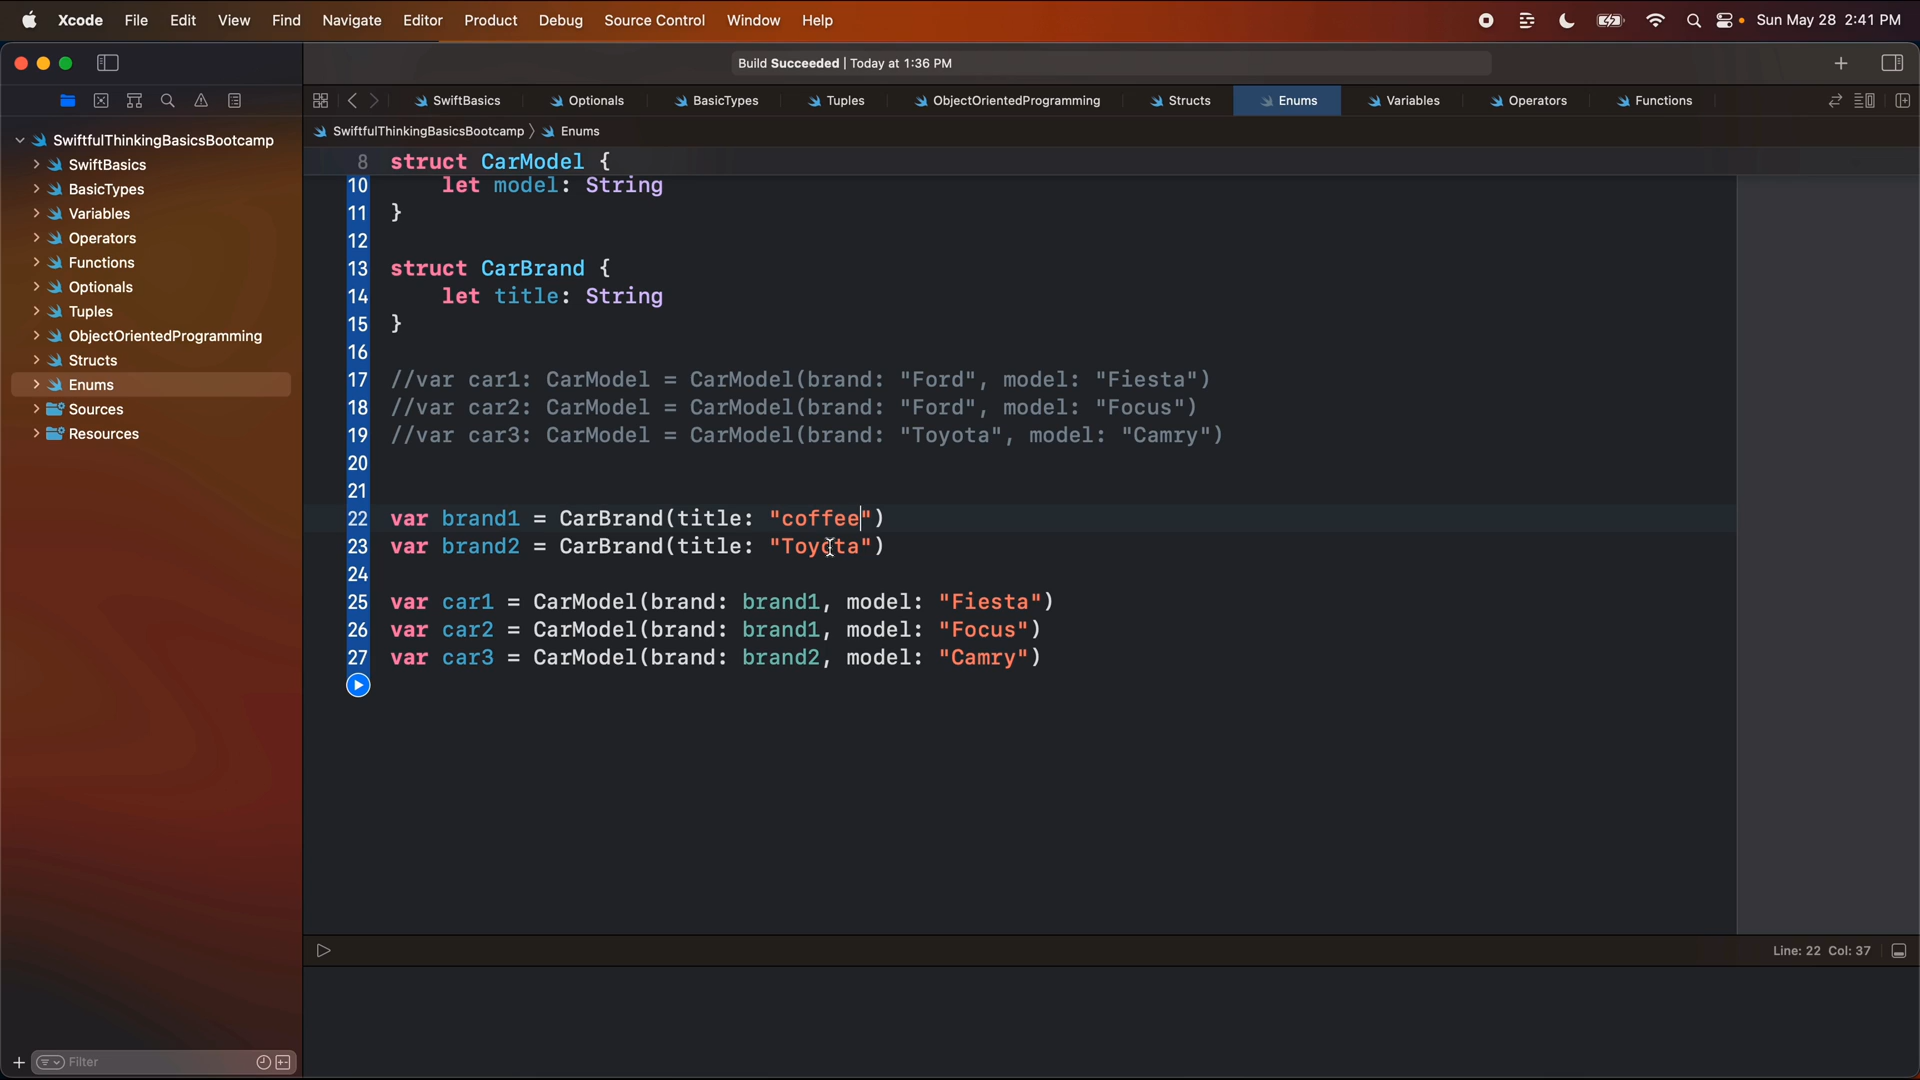 Xcode File Edit View Find Navigate Editor Product Debug Source Control Window Help Sun May 28 2:41 PM
Build Succeeded | Today at 1:36 PM
SwiftBasics Optionals BasicTypes Tuples ObjectOrientedProgramming Structs Enums Variables Operators Functions
SwiftfulThinkingBasicsBootcamp 〉 Enums
SwiftfulThinkingBasicsBootcamp
SwiftBasics
BasicTypes
Variables
Operators
Functions
Optionals
Tuples
ObjectOrientedProgramming
Structs
Enums
Sources
Resources
Filter
8 struct CarModel {
10     let model: String
11 }
12
13 struct CarBrand {
14     let title: String
15 }
16
17 //var car1: CarModel = CarModel(brand: "Ford", model: "Fiesta")
18 //var car2: CarModel = CarModel(brand: "Ford", model: "Focus")
19 //var car3: CarModel = CarModel(brand: "Toyota", model: "Camry")
20
21
22 var brand1 = CarBrand(title: "coffee")
23 var brand2 = CarBrand(title: "Toyota")
24
25 var car1 = CarModel(brand: brand1, model: "Fiesta")
26 var car2 = CarModel(brand: brand1, model: "Focus")
27 var car3 = CarModel(brand: brand2, model: "Camry")
Line: 22 Col: 37